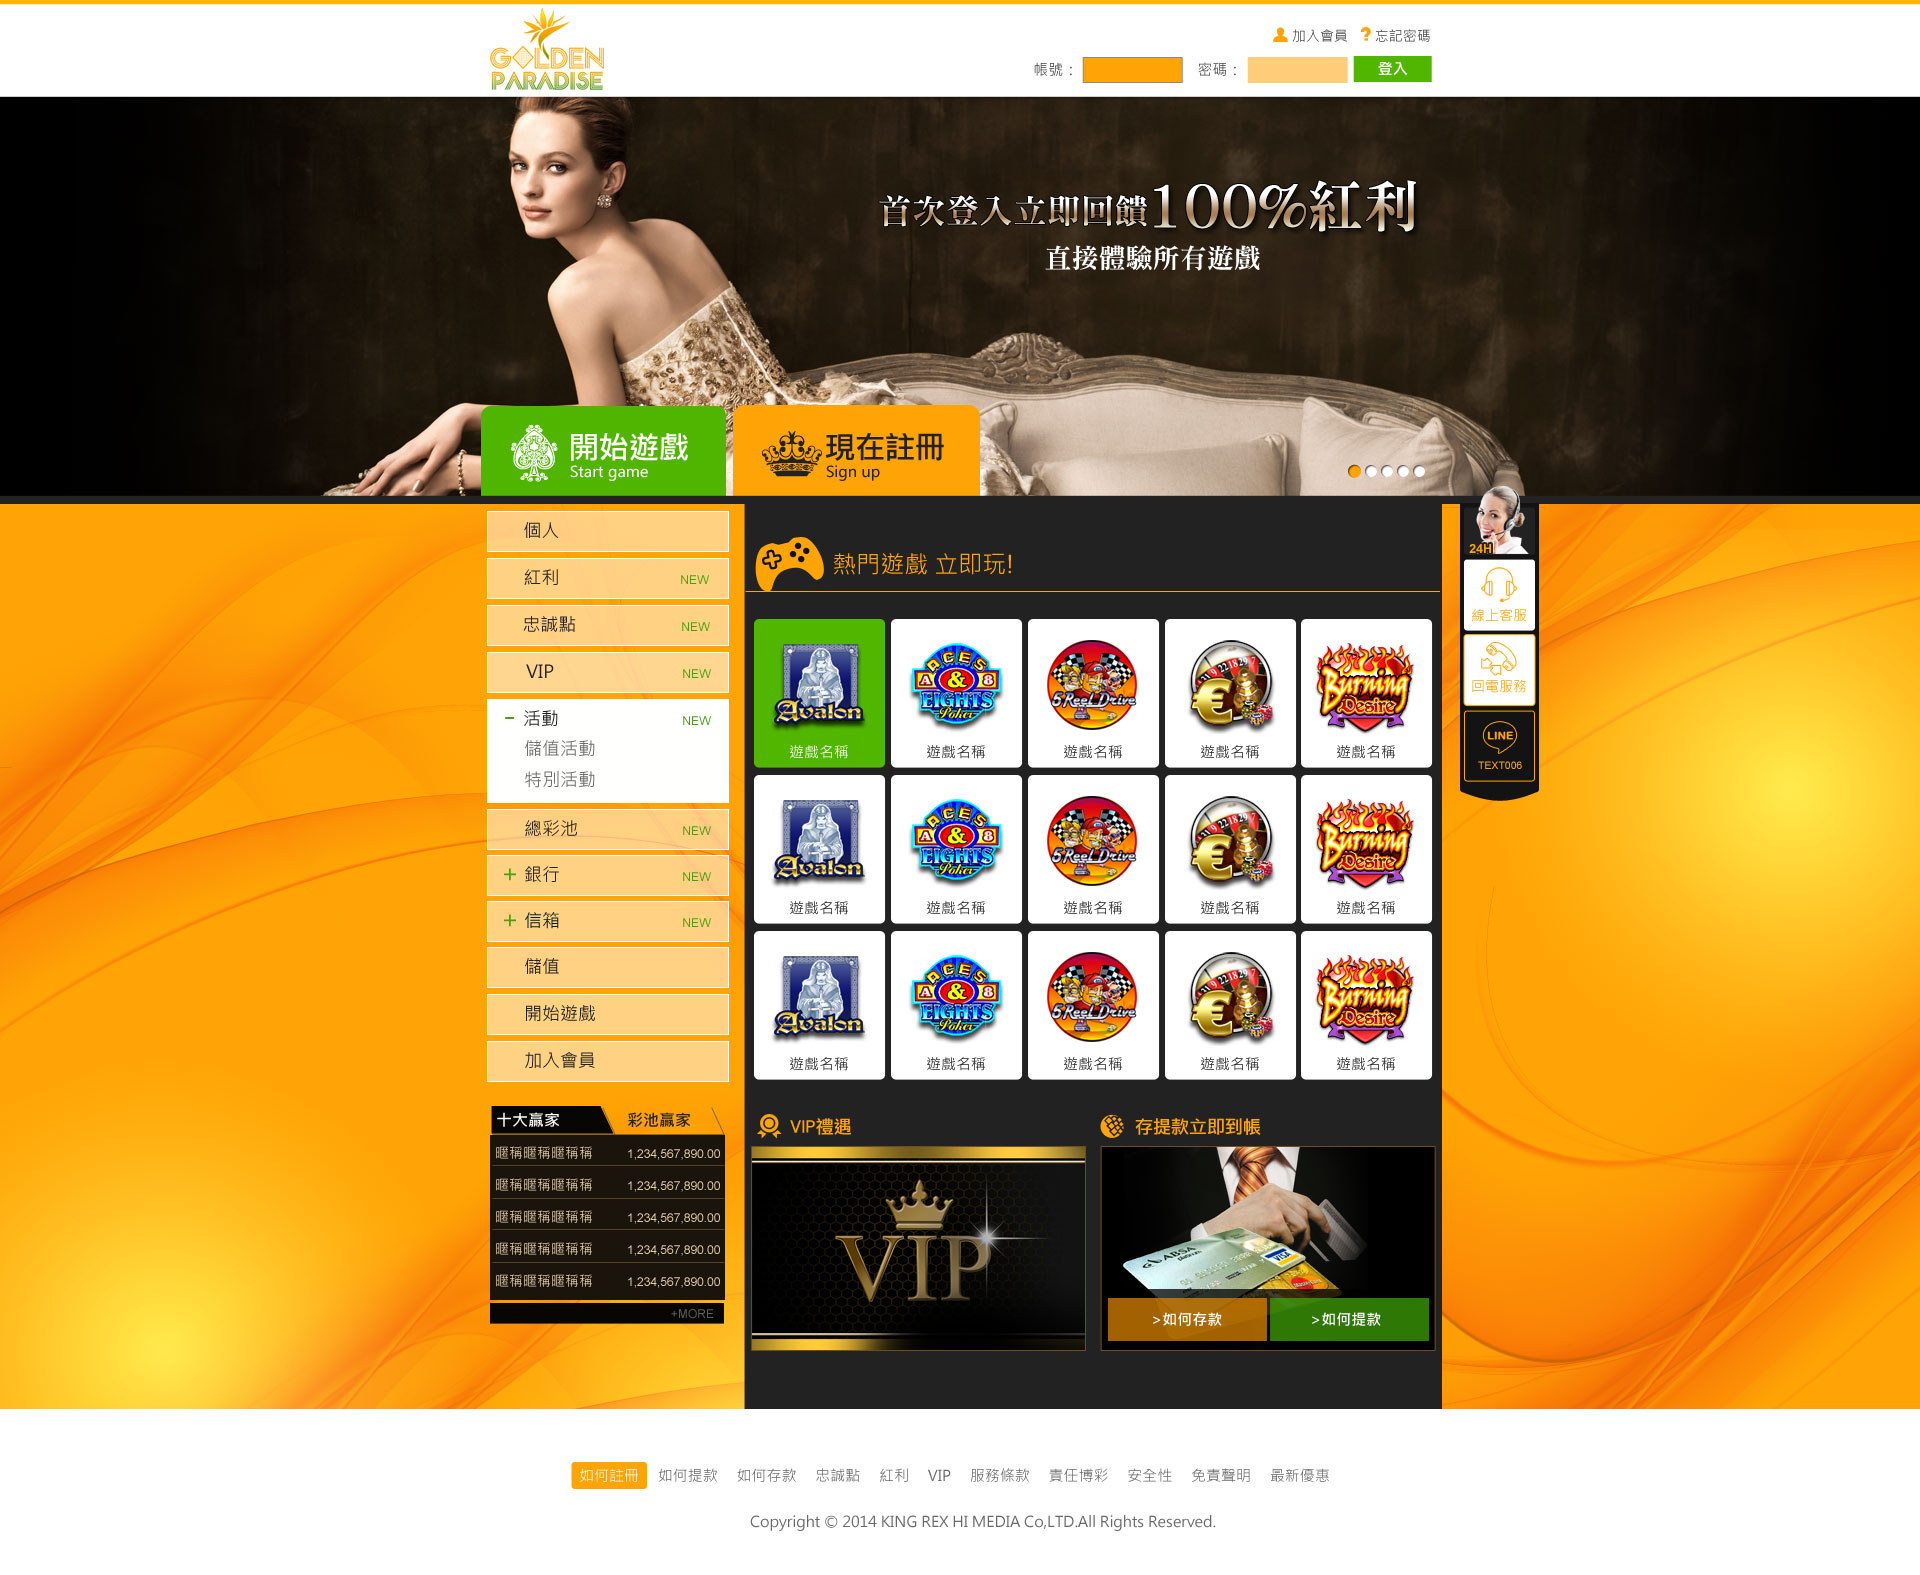 GOLDEN
PARADISE
加入會員
忘記密碼
帳號：
密碼：
登入
首次登入立即回饋100%紅利
直接體驗所有遊戲
開始遊戲
Start game
現在註冊
Sign up
個人
紅利 NEW
忠誠點 NEW
VIP NEW
- 活動 NEW
儲值活動
特別活動
總彩池 NEW
+ 銀行 NEW
+ 信箱 NEW
儲值
開始遊戲
加入會員
十大贏家 彩池贏家
暱稱暱稱暱稱稱 1,234,567,890.00
暱稱暱稱暱稱稱 1,234,567,890.00
暱稱暱稱暱稱稱 1,234,567,890.00
暱稱暱稱暱稱稱 1,234,567,890.00
暱稱暱稱暱稱稱 1,234,567,890.00
+MORE
熱門遊戲 立即玩!
Avalon
ACES
A & 8
EIGHTS
Poker
5 Reel Drive
€
Burning
Desire
遊戲名稱 遊戲名稱 遊戲名稱 遊戲名稱 遊戲名稱
Avalon
ACES
A & 8
EIGHTS
Poker
5 Reel Drive
€
Burning
Desire
遊戲名稱 遊戲名稱 遊戲名稱 遊戲名稱 遊戲名稱
Avalon
ACES
A & 8
EIGHTS
Poker
5 Reel Drive
€
Burning
Desire
遊戲名稱 遊戲名稱 遊戲名稱 遊戲名稱 遊戲名稱
VIP禮遇
VIP
存提款立即到帳
ABSA
VISA
>如何存款
>如何提款
24H
線上客服
回電服務
LINE
TEXT006
如何註冊 如何提款 如何存款 忠誠點 紅利 VIP 服務條款 責任博彩 安全性 免責聲明 最新優惠
Copyright © 2014 KING REX HI MEDIA Co,LTD.All Rights Reserved.